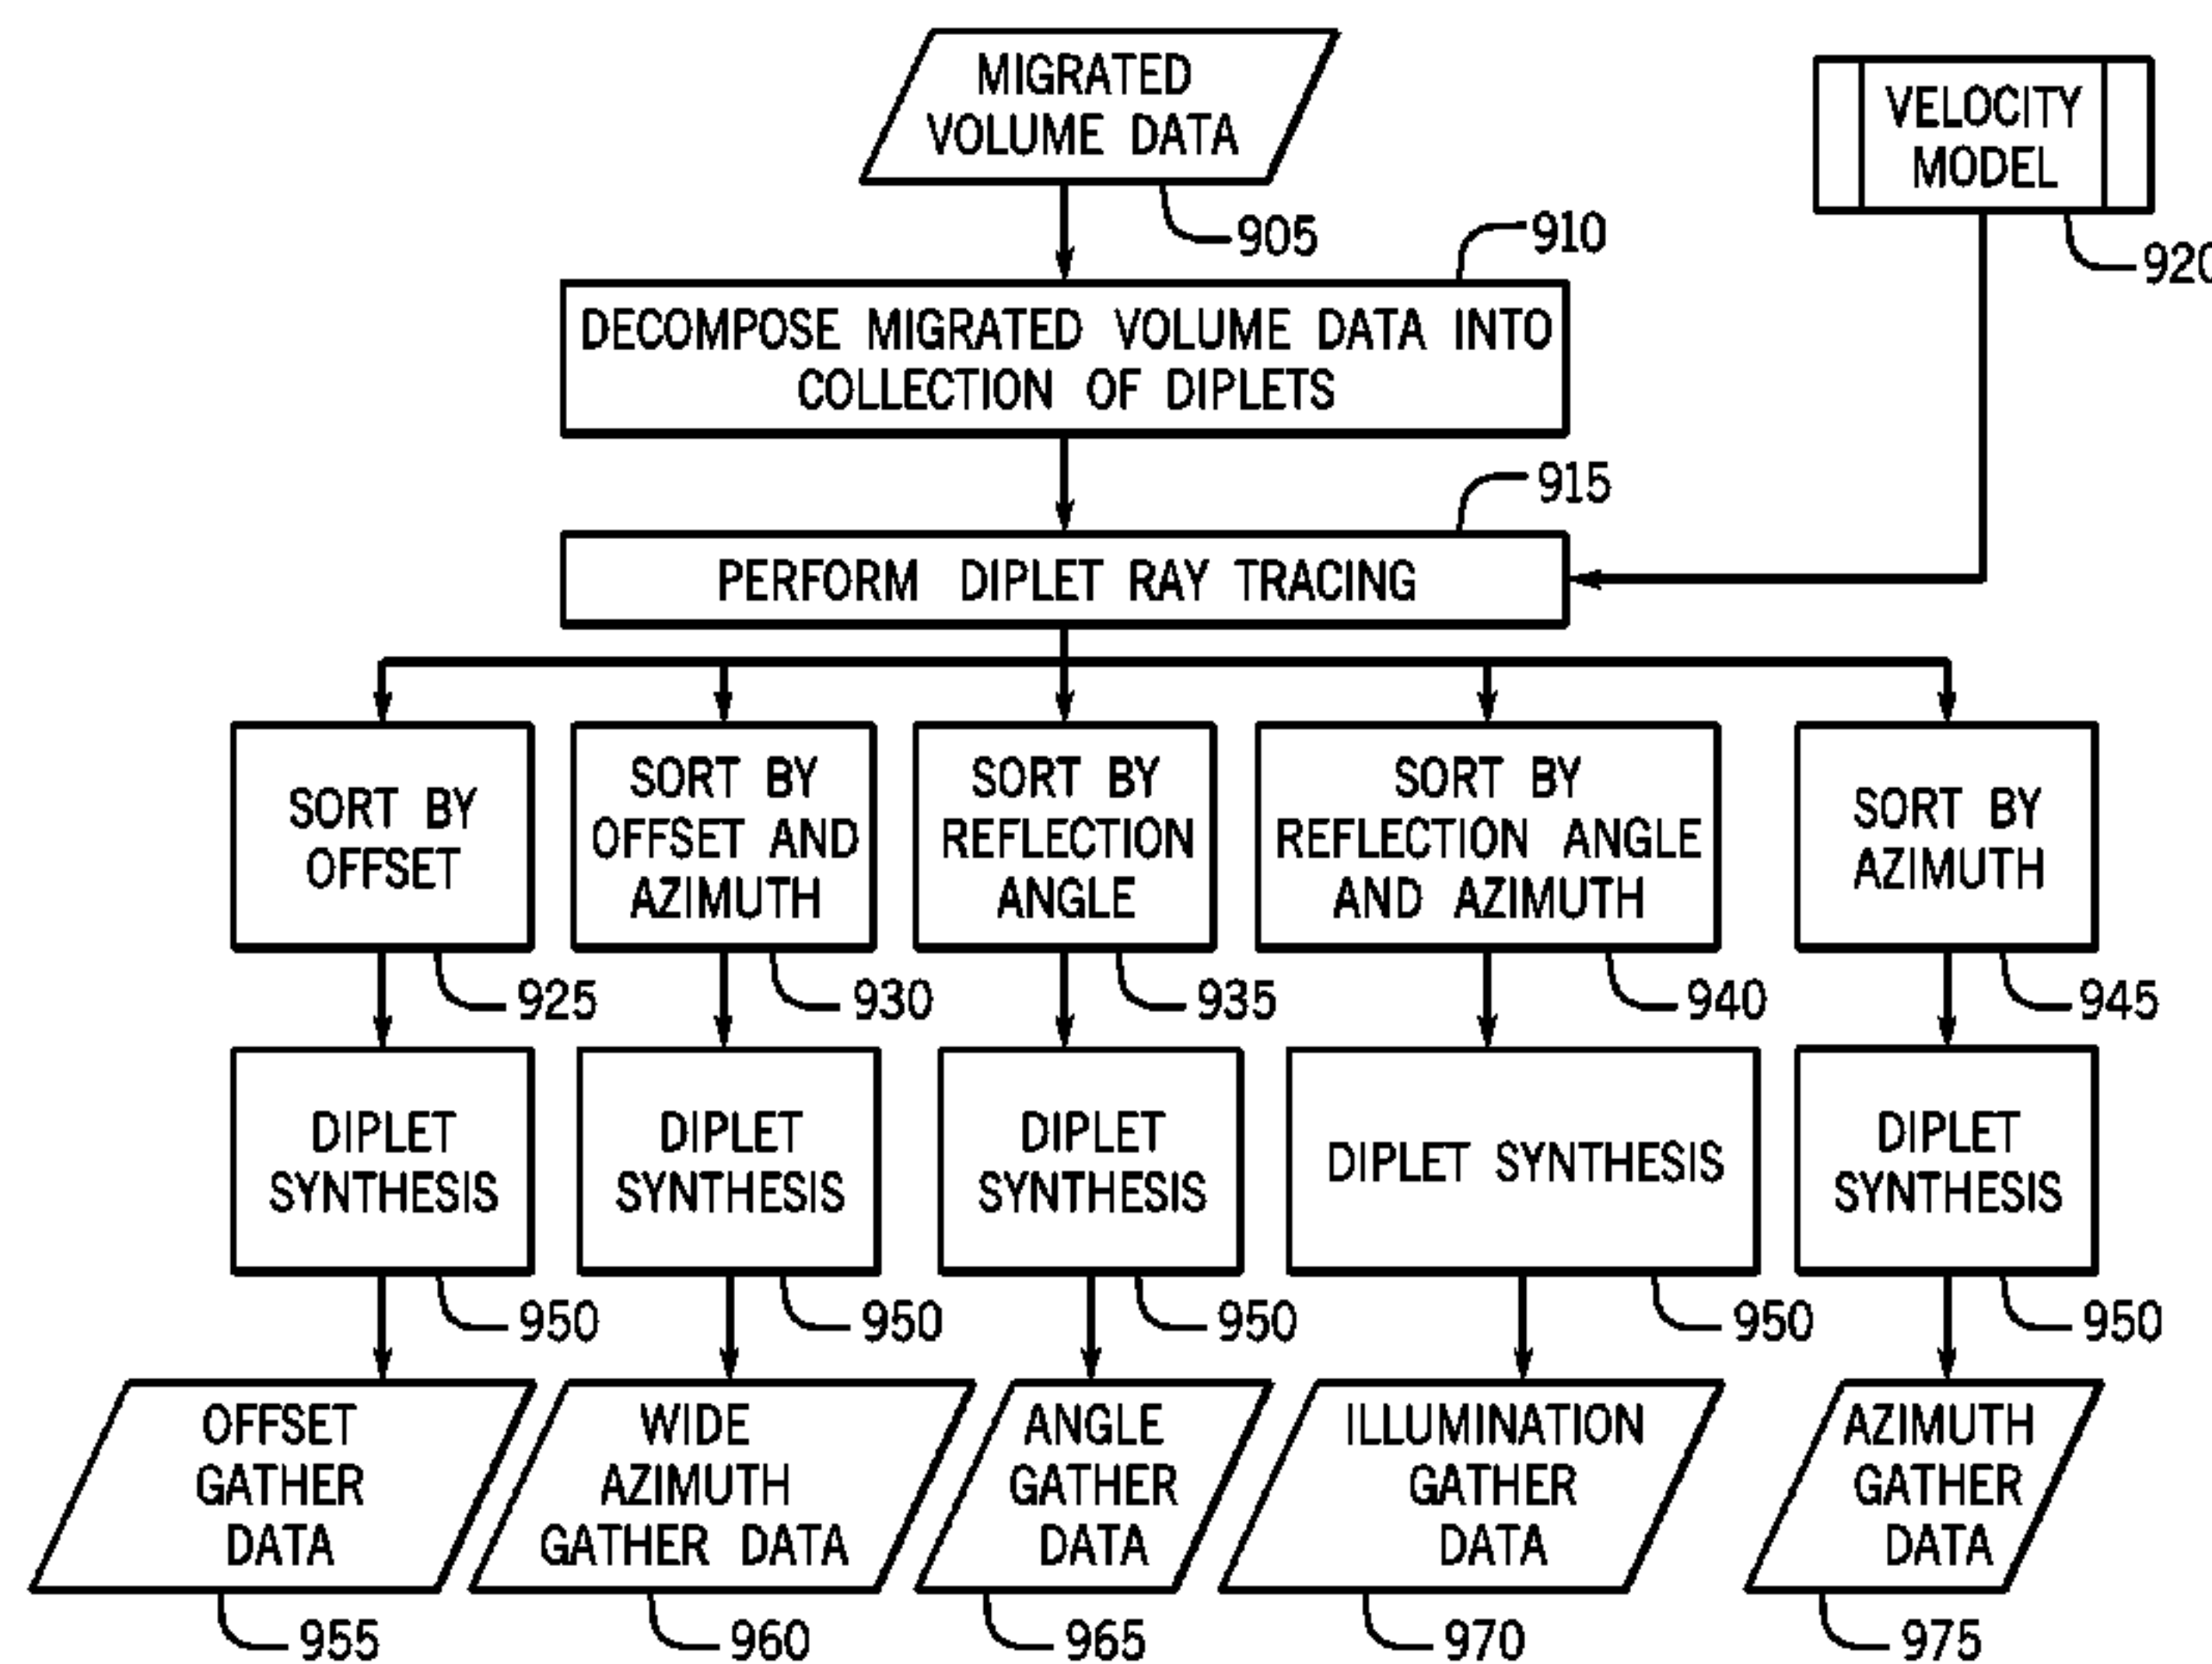 MIGRATED
VOLUME DATA
905
VELOCITY
MODEL
920
910
DECOMPOSE MIGRATED VOLUME DATA INTO
COLLECTION OF DIPLETS
915
PERFORM DIPLET RAY TRACING
SORT BY
OFFSET
925
SORT BY
OFFSET AND
AZIMUTH
930
SORT BY
REFLECTION
ANGLE
935
SORT BY
REFLECTION ANGLE
AND AZIMUTH
940
SORT BY
AZIMUTH
945
DIPLET
SYNTHESIS
950
DIPLET
SYNTHESIS
950
DIPLET
SYNTHESIS
950
DIPLET SYNTHESIS
950
DIPLET
SYNTHESIS
950
OFFSET
GATHER
DATA
955
WIDE
AZIMUTH
GATHER DATA
960
ANGLE
GATHER
DATA
965
ILLUMINATION
GATHER
DATA
970
AZIMUTH
GATHER
DATA
975